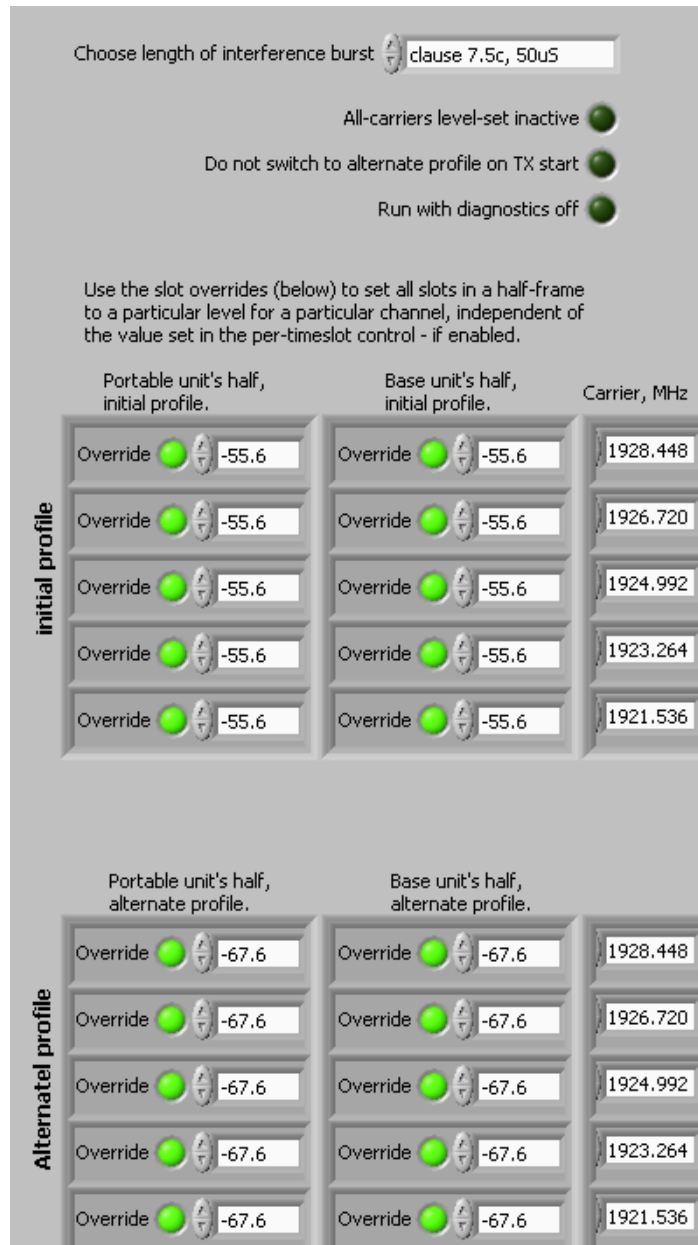 Choose length of interference burst clause 7.5c, 50uS
All-carriers level-set inactive
Do not switch to alternate profile on TX start
Run with diagnostics off
Use the slot overrides (below) to set all slots in a half-frame
to a particular level for a particular channel, independent of
the value set in the per-timeslot control - if enabled.
Portable unit's half, Base unit's half, Carrier, MHz
initial profile. initial profile.
initial profile
Override -55.6 Override -55.6 1928.448
Override -55.6 Override -55.6 1926.720
Override -55.6 Override -55.6 1924.992
Override -55.6 Override -55.6 1923.264
Override -55.6 Override -55.6 1921.536
Portable unit's half, Base unit's half,
alternate profile. alternate profile.
Alternatel profile
Override -67.6 Override -67.6 1928.448
Override -67.6 Override -67.6 1926.720
Override -67.6 Override -67.6 1924.992
Override -67.6 Override -67.6 1923.264
Override -67.6 Override -67.6 1921.536